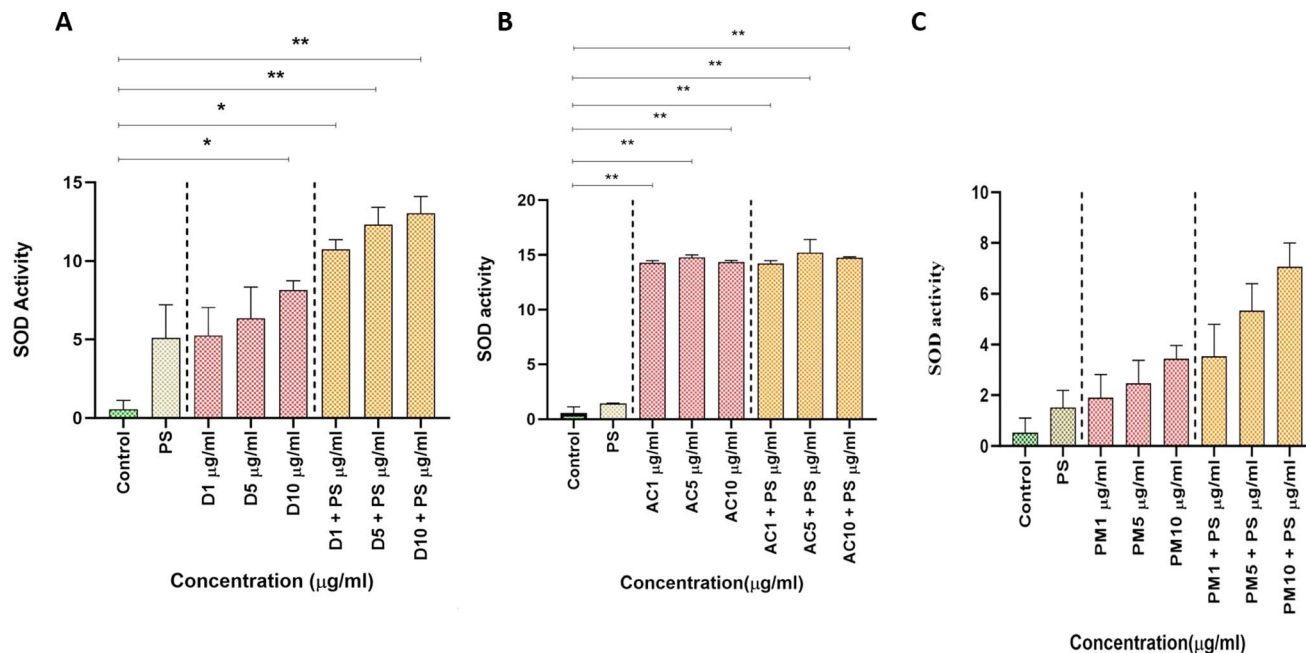 A
**
**
*
*
15
10
5
0
SOD Activity
Control
PS
D1 µg/ml
D5 µg/ml
D10 µg/ml
D1 + PS µg/ml
D5 + PS µg/ml
D10 + PS µg/ml
Concentration (µg/ml)
B
**
**
**
**
**
**
20
15
10
5
0
SOD activity
Control
PS
AC1 µg/ml
AC5 µg/ml
AC10 µg/ml
AC1 + PS µg/ml
AC5 + PS µg/ml
AC10 + PS µg/ml
Concentration(µg/ml)
C
10
8
6
4
2
0
SOD activity
Control
PS
PM1 µg/ml
PM5 µg/ml
PM10 µg/ml
PM1 + PS µg/ml
PM5 + PS µg/ml
PM10 + PS µg/ml
Concentration(µg/ml)